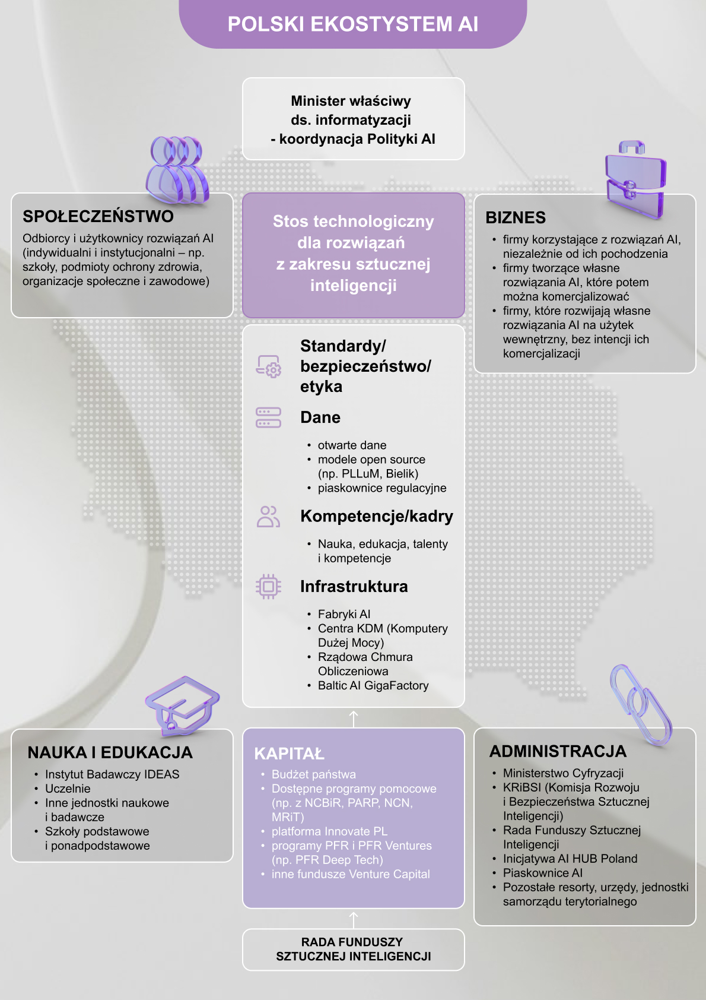 POLSKI EKOSTYSTEM AI
Minister właściwy
ds. informatyzacji
- koordynacja Polityki AI
SPOŁECZEŃSTWO
Odbiorcy i użytkownicy rozwiązań AI
(indywidualni i instytucjonalni – np.
szkoły, podmioty ochrony zdrowia,
organizacje społeczne i zawodowe)
Stos technologiczny
dla rozwiązań
z zakresu sztucznej
inteligencji
BIZNES
• firmy korzystające z rozwiązań AI,
niezależnie od ich pochodzenia
• firmy tworzące własne
rozwiązania AI, które potem
można komercjalizować
• firmy, które rozwijają własne
rozwiązania AI na użytek
wewnętrzny, bez intencji ich
komercjalizacji
Standardy/
bezpieczeństwo/
etyka
Dane
• otwarte dane
• modele open source
(np. PLLuM, Bielik)
• piaskownice regulacyjne
Kompetencje/kadry
• Nauka, edukacja, talenty
i kompetencje
Infrastruktura
• Fabryki AI
• Centra KDM (Komputery
Dużej Mocy)
• Rządowa Chmura
Obliczeniowa
• Baltic AI GigaFactory
NAUKA I EDUKACJA
• Instytut Badawczy IDEAS
• Uczelnie
• Inne jednostki naukowe
i badawcze
• Szkoły podstawowe
i ponadpodstawowe
KAPITAŁ
• Budżet państwa
• Dostępne programy pomocowe
(np. z NCBiR, PARP, NCN,
MRiT)
• platforma Innovate PL
• programy PFR i PFR Ventures
(np. PFR Deep Tech)
• inne fundusze Venture Capital
ADMINISTRACJA
• Ministerstwo Cyfryzacji
• KRiBSI (Komisja Rozwoju
i Bezpieczeństwa Sztucznej
Inteligencji)
• Rada Funduszy Sztucznej
Inteligencji
• Inicjatywa AI HUB Poland
• Piaskownice AI
• Pozostałe resorty, urzędy, jednostki
samorządu terytorialnego
RADA FUNDUSZY
SZTUCZNEJ INTELIGENCJI